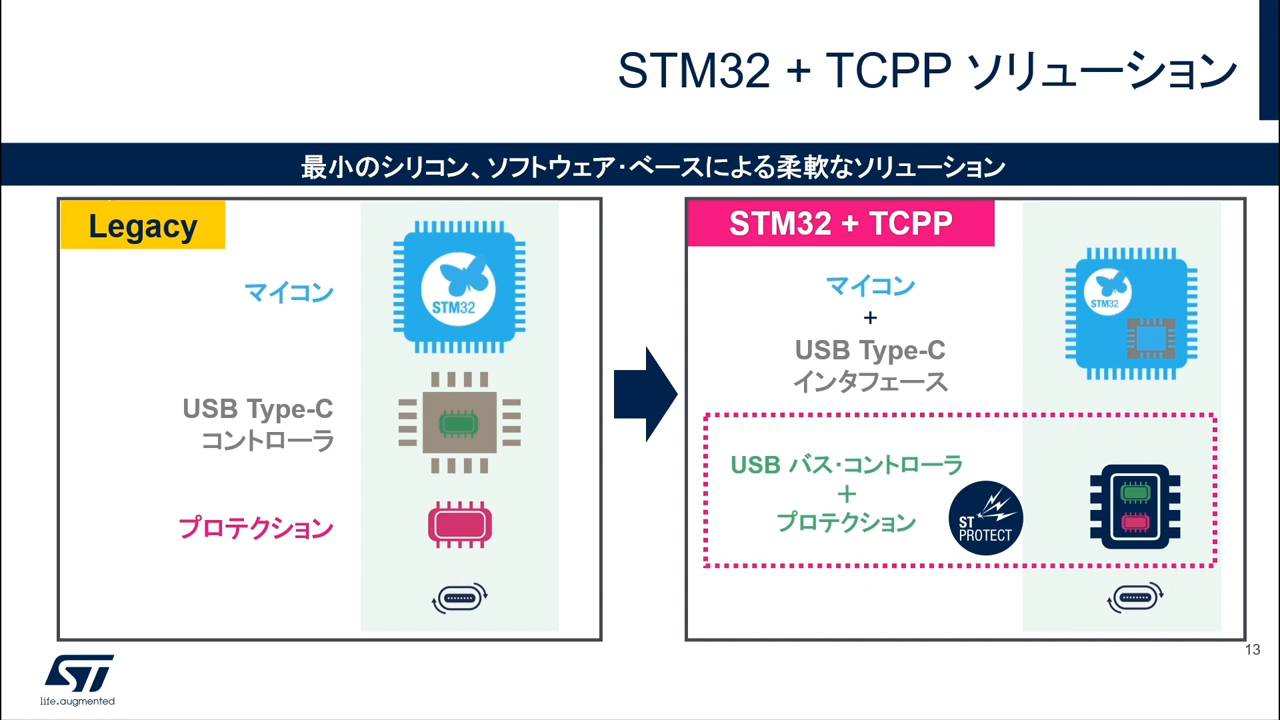 STM32 + TCPP ソリューション
最小のシリコン、ソフトウェア・ベースによる柔軟なソリューション
Legacy
マイコン
STM32
USB Type-C
コントローラ
プロテクション
STM32 + TCPP
マイコン
+
USB Type-C
インタフェース
STM32
USB バス・コントローラ
+
プロテクション
ST
PROTECT
13
ST
life.augmented